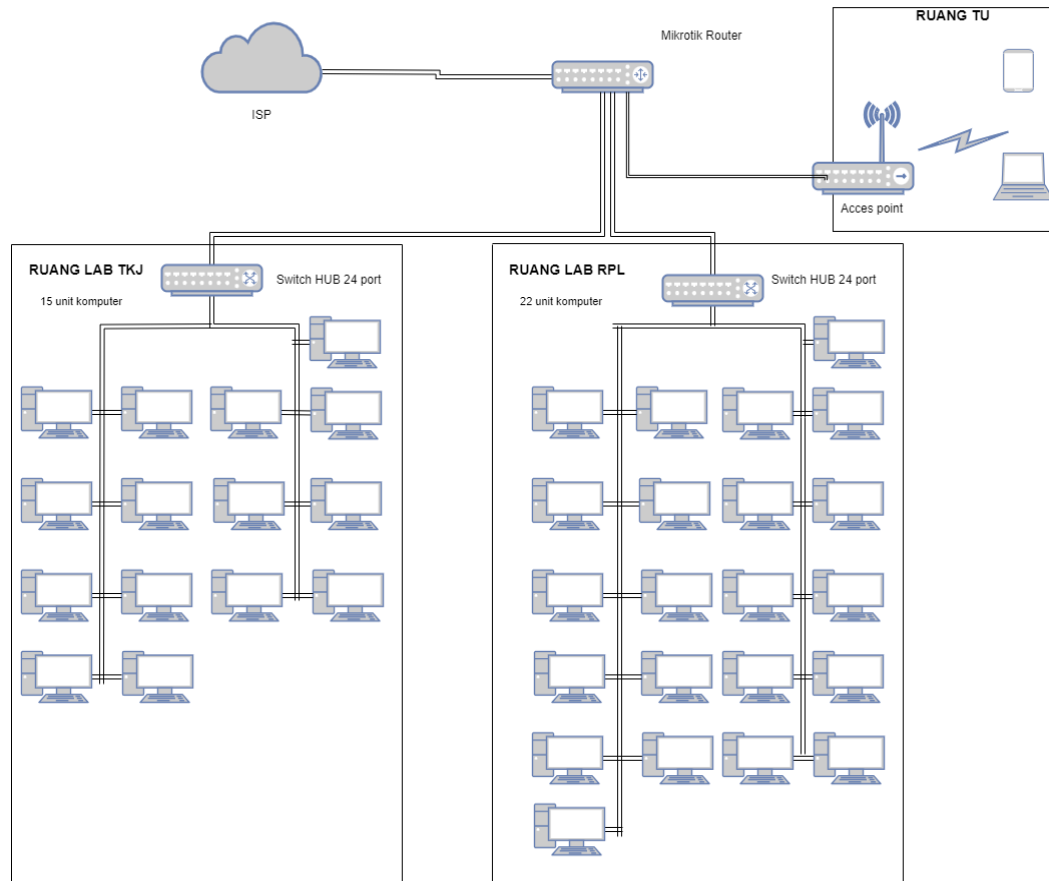 RUANG TU
Mikrotik Router
ISP
Acces point
RUANG LAB TKJ
Switch HUB 24 port
15 unit komputer
RUANG LAB RPL
Switch HUB 24 port
22 unit komputer